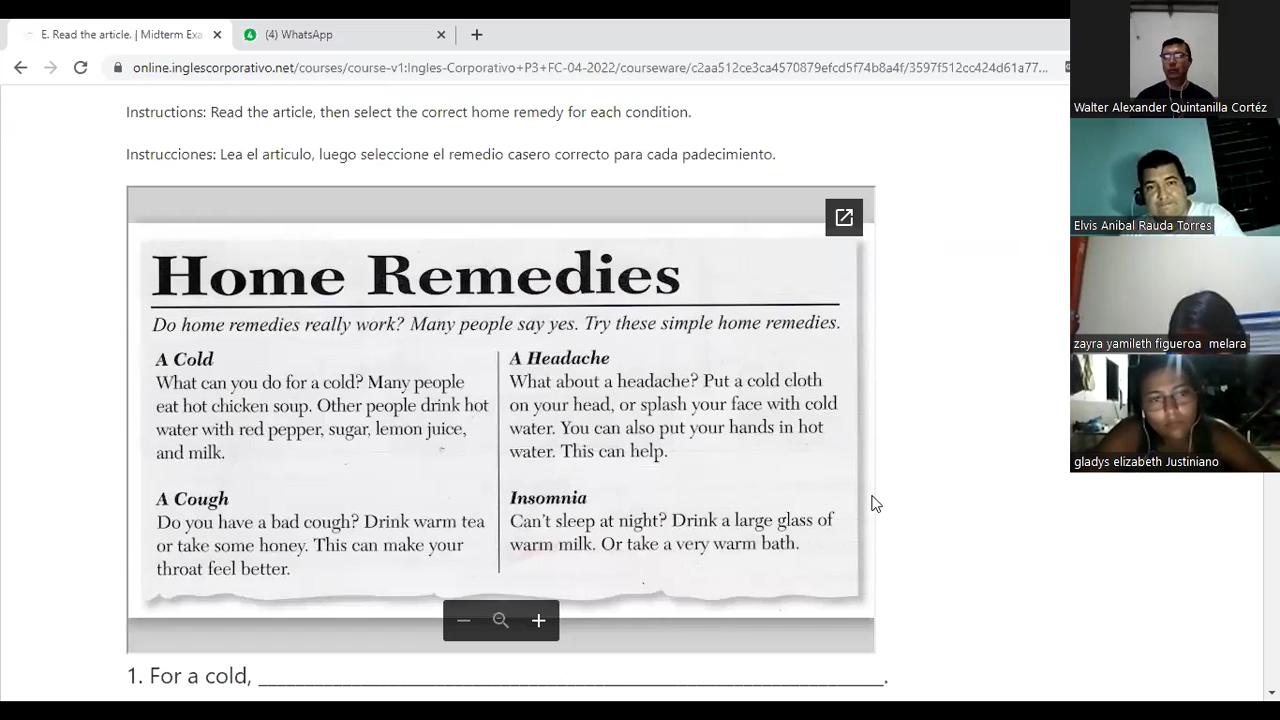 E. Read the article. | Midterm Exa
(4) WhatsApp
online.inglescorporativo.net/courses/course-v1:Ingles-Corporativo+P3+FC-04-2022/courseware/c2aa512ce3ca4570879efcd5f74b8a4f/3597f512cc424d61a77...
Instructions: Read the article, then select the correct home remedy for each condition.
Instrucciones: Lea el articulo, luego seleccione el remedio casero correcto para cada padecimiento.
Home Remedies
Do home remedies really work? Many people say yes. Try these simple home remedies.
A Cold
What can you do for a cold? Many people
eat hot chicken soup. Other people drink hot
water with red pepper, sugar, lemon juice,
and milk.
A Cough
Do you have a bad cough? Drink warm tea
or take some honey. This can make your
throat feel better.
A Headache
What about a headache? Put a cold cloth
on your head, or splash your face with cold
water. You can also put your hands in hot
water. This can help.
Insomnia
Can't sleep at night? Drink a large glass of
warm milk. Or take a very warm bath.
1. For a cold, ______________________________________________.
Walter Alexander Quintanilla Cortéz
Elvis Anibal Rauda Torres
zayra yamileth figueroa melara
gladys elizabeth Justiniano